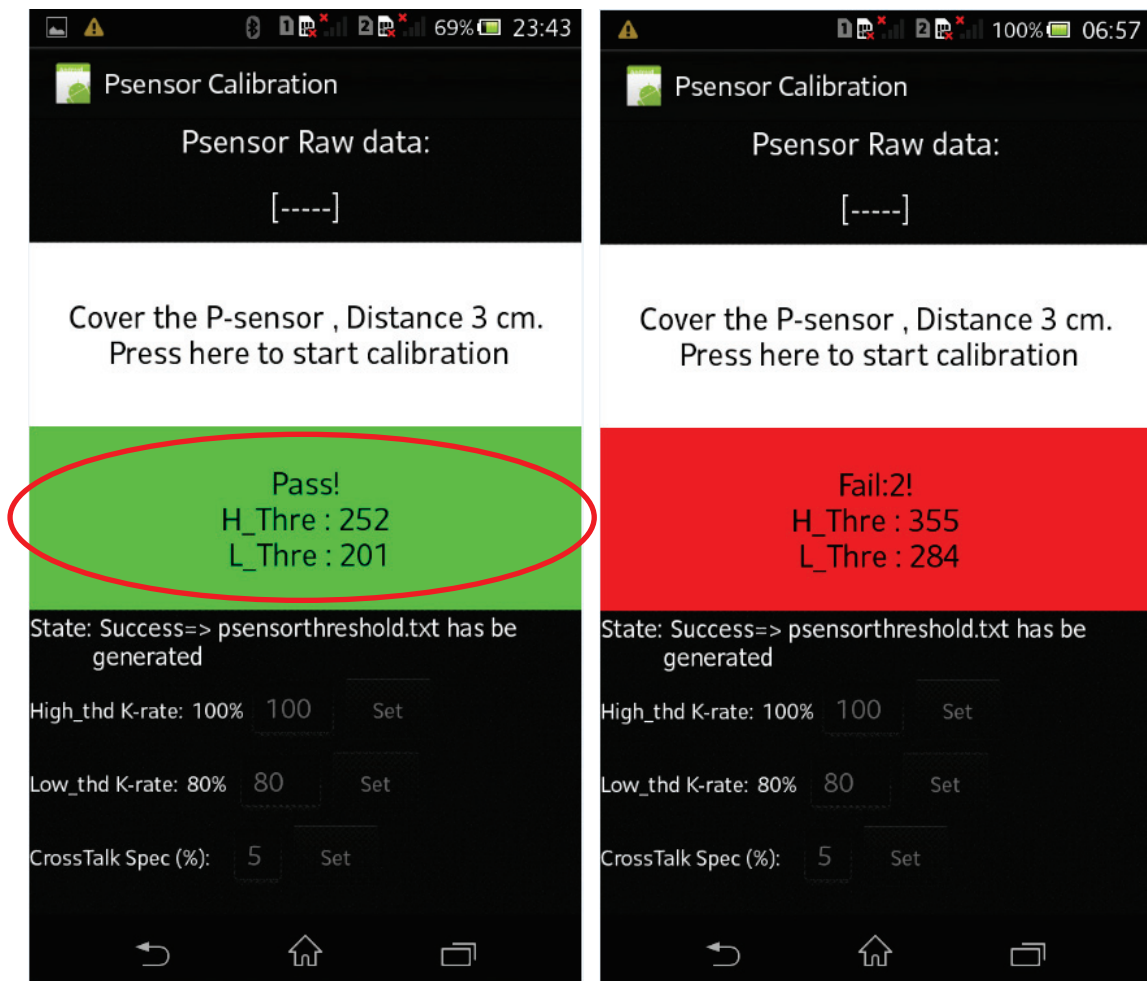 69% 23:43
Psensor Calibration
Psensor Raw data:
[-----]
Cover the P-sensor , Distance 3 cm.
Press here to start calibration
Pass!
H_Thre : 252
L_Thre : 201
State: Success=> psensorthreshold.txt has be
generated
High_thd K-rate: 100% 100 Set
Low_thd K-rate: 80% 80 Set
CrossTalk Spec (%): 5 Set
100% 06:57
Psensor Calibration
Psensor Raw data:
[-----]
Cover the P-sensor , Distance 3 cm.
Press here to start calibration
Fail:2!
H_Thre : 355
L_Thre : 284
State: Success=> psensorthreshold.txt has be
generated
High_thd K-rate: 100% 100 Set
Low_thd K-rate: 80% 80 Set
CrossTalk Spec (%): 5 Set